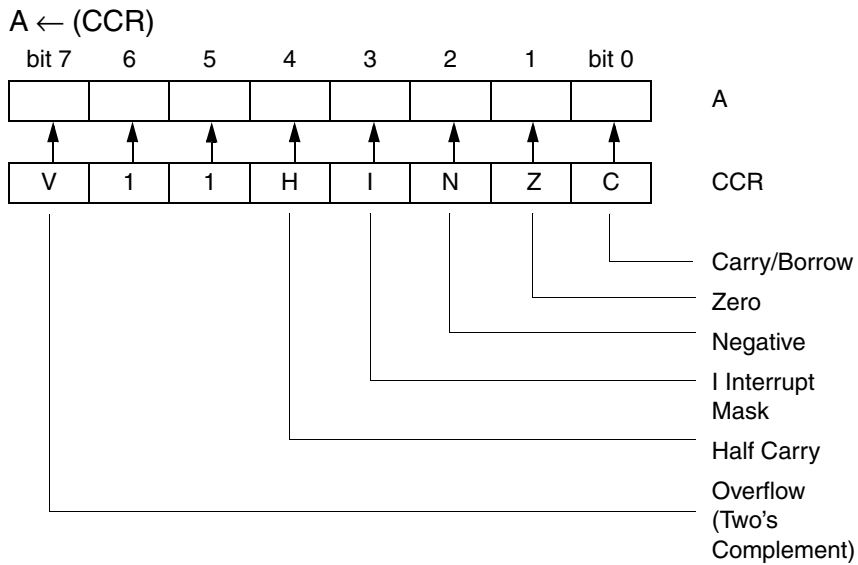 A ← (CCR)
bit 7 6 5 4 3 2 1 bit 0
A
V 1 1 H I N Z C CCR
Carry/Borrow
Zero
Negative
I Interrupt
Mask
Half Carry
Overflow
(Two's
Complement)